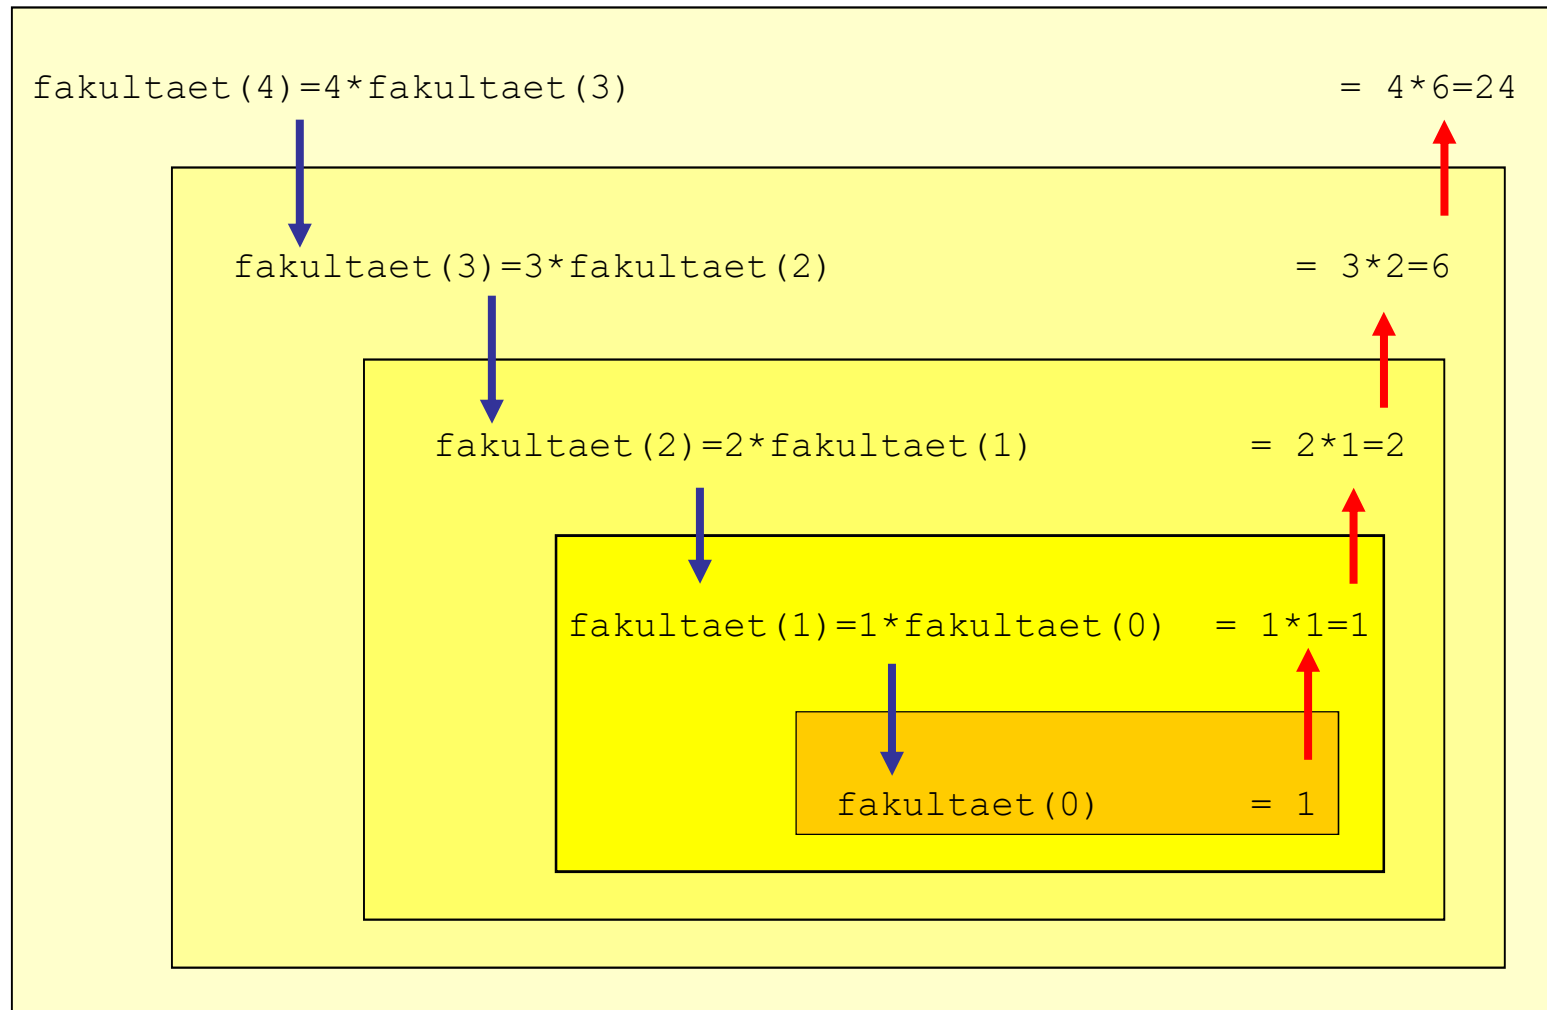 fakultaet(4)=4*fakultaet(3) = 4*6=24
fakultaet(3)=3*fakultaet(2) = 3*2=6
fakultaet(2)=2*fakultaet(1) = 2*1=2
fakultaet(1)=1*fakultaet(0) = 1*1=1
fakultaet(0) = 1